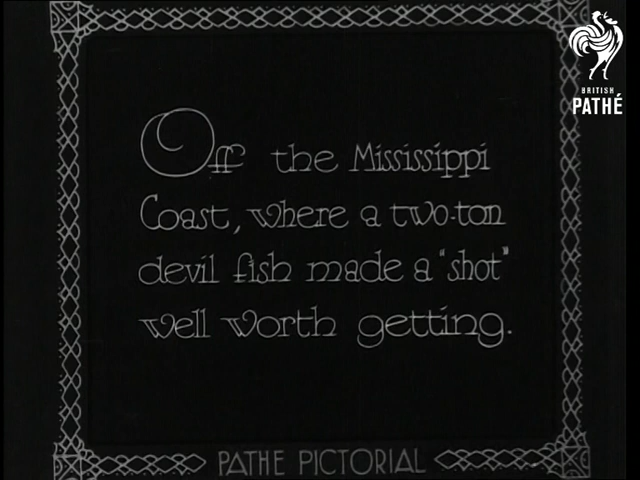 BRITISH
PATHÉ
Off the Mississippi
Coast, where a two-ton
devil fish made a "shot"
well worth getting.
PATHE PICTORIAL